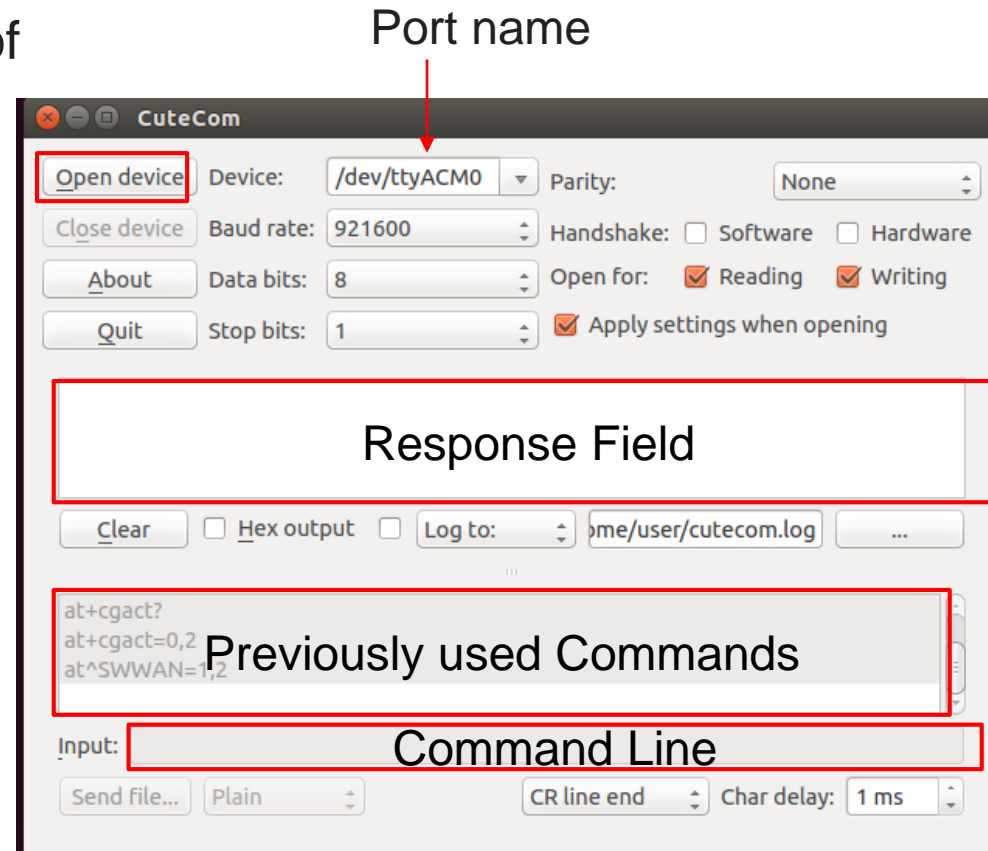 of
Port name
CuteCom
Open device Device: /dev/ttyACM0 Parity: None
Close device Baud rate: 921600 Handshake: Software Hardware
About Data bits: 8 Open for: Reading Writing
Quit Stop bits: 1 Apply settings when opening
Response Field
Clear Hex output Log to: ome/user/cutecom.log ...
at+cgact?
at+cgact=0,2
at^SWWAN=1,2
Previously used Commands
Input: Command Line
Send file... Plain CR line end Char delay: 1 ms